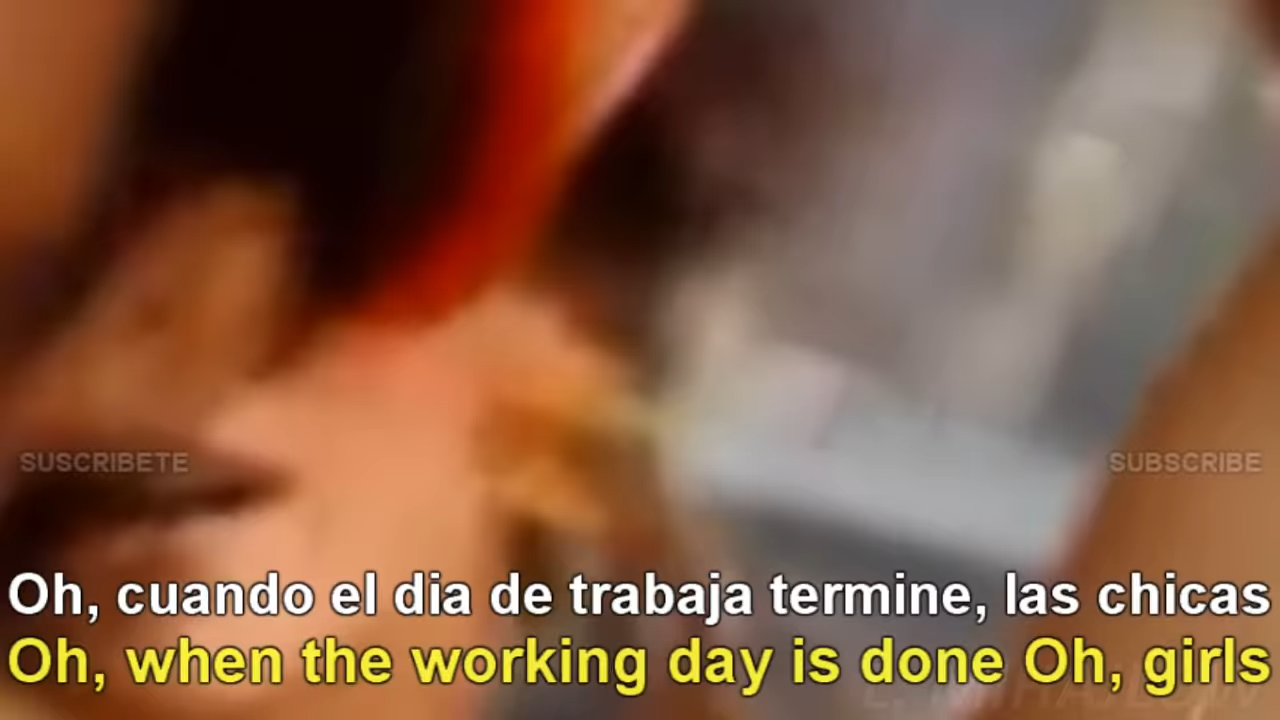 SUSCRIBETE
SUBSCRIBE
Oh, cuando el dia de trabaja termine, las chicas
Oh, when the working day is done Oh, girls